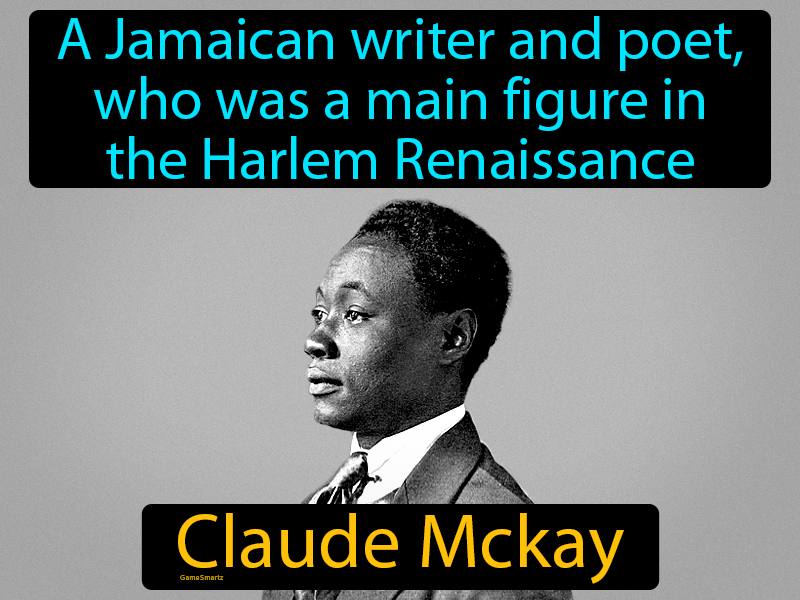 A Jamaican writer and poet,
who was a main figure in
the Harlem Renaissance
Claude Mckay
GameSmartz